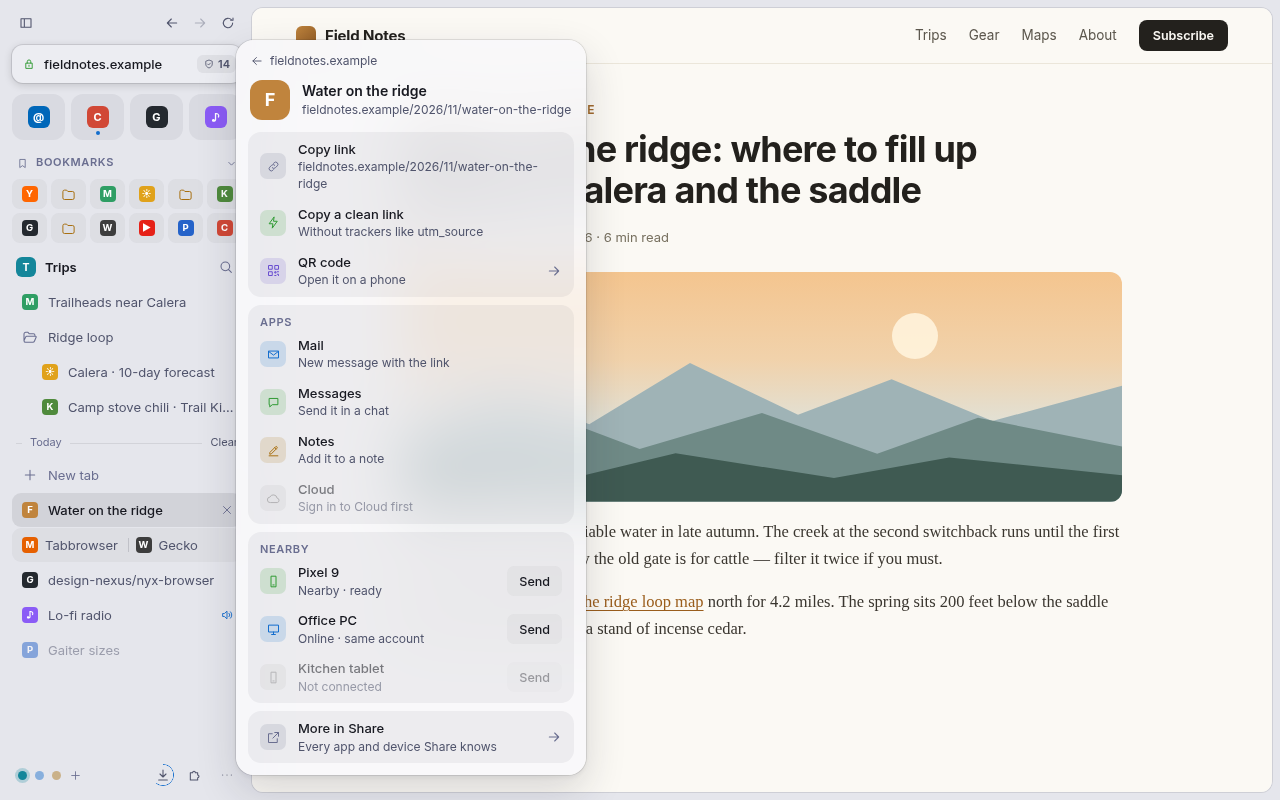 fieldnotes.example
14
@
C
G
BOOKMARKS
Y
M
K
G
W
P
C
T
Trips
M
Trailheads near Calera
Ridge loop
Calera · 10-day forecast
K
Camp stove chili · Trail Ki...
Today
Clear
New tab
F
Water on the ridge
M
Tabbrowser
W
Gecko
G
design-nexus/nyx-browser
Lo-fi radio
P
Gaiter sizes
fieldnotes.example
F
Water on the ridge
fieldnotes.example/2026/11/water-on-the-ridge
Copy link
fieldnotes.example/2026/11/water-on-the-
ridge
Copy a clean link
Without trackers like utm_source
QR code
Open it on a phone
APPS
Mail
New message with the link
Messages
Send it in a chat
Notes
Add it to a note
Cloud
Sign in to Cloud first
NEARBY
Pixel 9
Nearby · ready
Send
Office PC
Online · same account
Send
Kitchen tablet
Not connected
Send
More in Share
Every app and device Share knows
Field Notes
Trips
Gear
Maps
About
Subscribe
E
ne ridge: where to fill up
alera and the saddle
6 · 6 min read
iable water in late autumn. The creek at the second switchback runs until the first
the old gate is for cattle — filter it twice if you must.
he ridge loop map north for 4.2 miles. The spring sits 200 feet below the saddle
a stand of incense cedar.